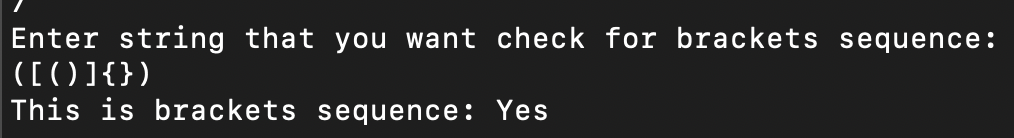 Enter string that you want check for brackets sequence:
([()]{})
This is brackets sequence: Yes